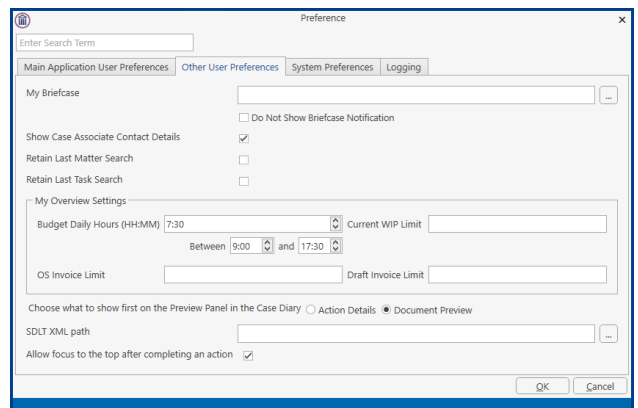 Preference
Enter Search Term
Main Application User Preferences Other User Preferences System Preferences Logging
My Briefcase ...
Do Not Show Briefcase Notification
Show Case Associate Contact Details
Retain Last Matter Search
Retain Last Task Search
My Overview Settings
Budget Daily Hours (HH:MM) 7:30 Current WIP Limit
Between 9:00 and 17:30
OS Invoice Limit Draft Invoice Limit
Choose what to show first on the Preview Panel in the Case Diary Action Details Document Preview
SDLT XML path ...
Allow focus to the top after completing an action
OK Cancel